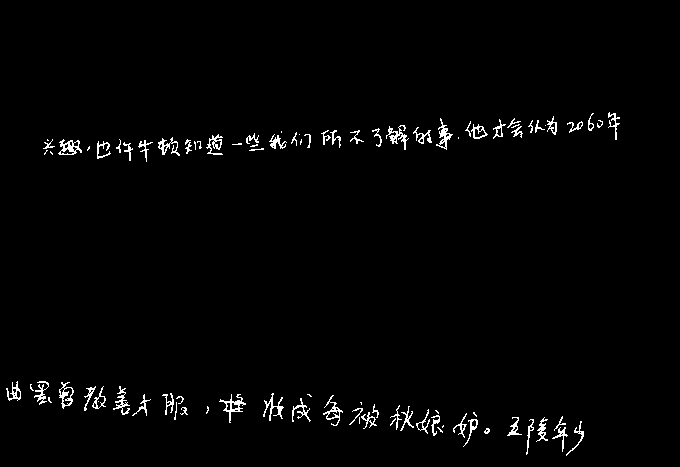 兴趣，也许牛顿知道一些我们所不了解的事.他才会认为2060年
曲罢曾教善才服，妆成每被秋娘妒。五陵年少